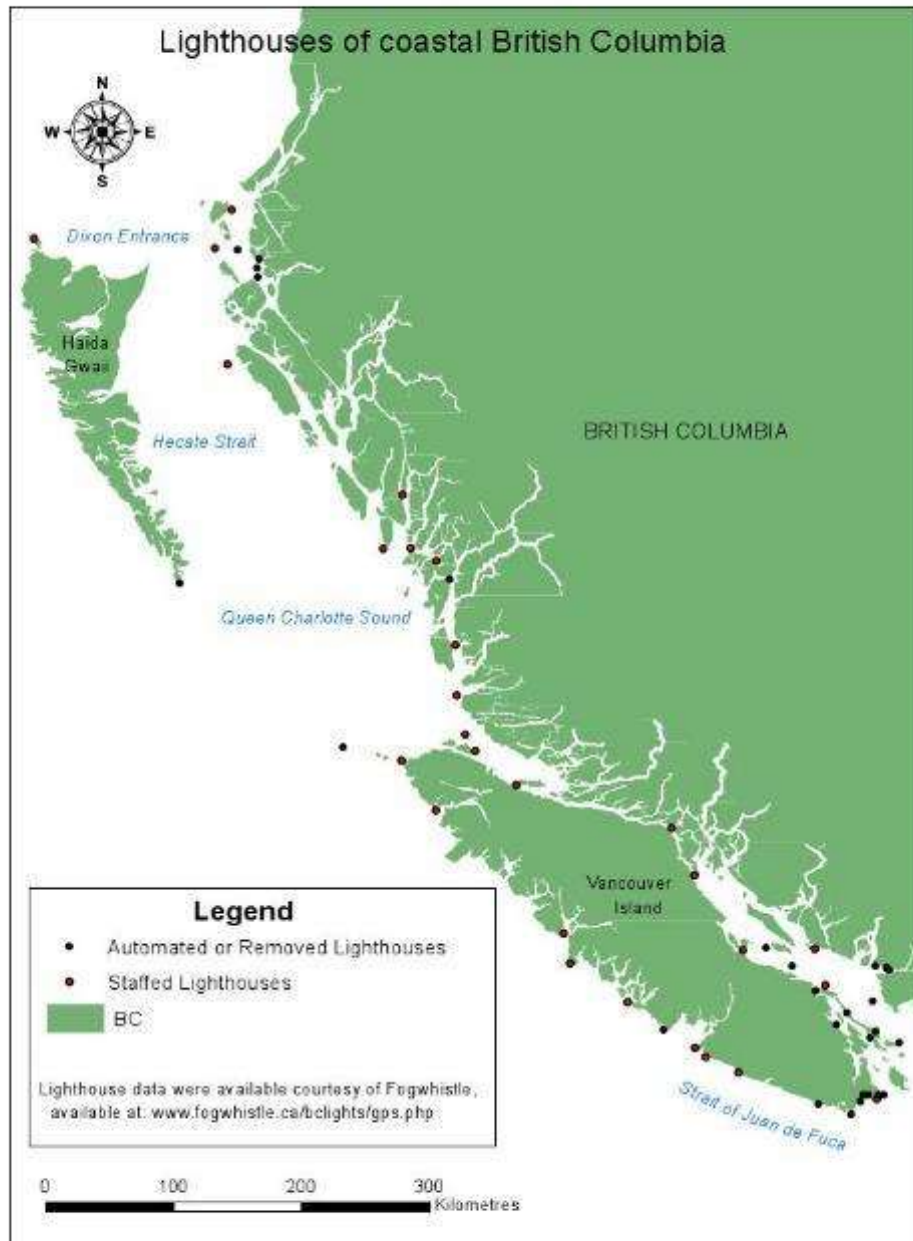 Lighthouses of coastal British Columbia
N
W E
S
Dixon Entrance
Haida
Gwaii
Hecate Strait
BRITISH COLUMBIA
Queen Charlotte Sound
Vancouver
Island
Legend
Automated or Removed Lighthouses
Staffed Lighthouses
BC
Lighthouse data were available courtesy of Fogwhistle,
available at: www.fogwhistle.ca/bclights/gps.php
Strait of Juan de Fuca
0 100 200 300
Kilometres